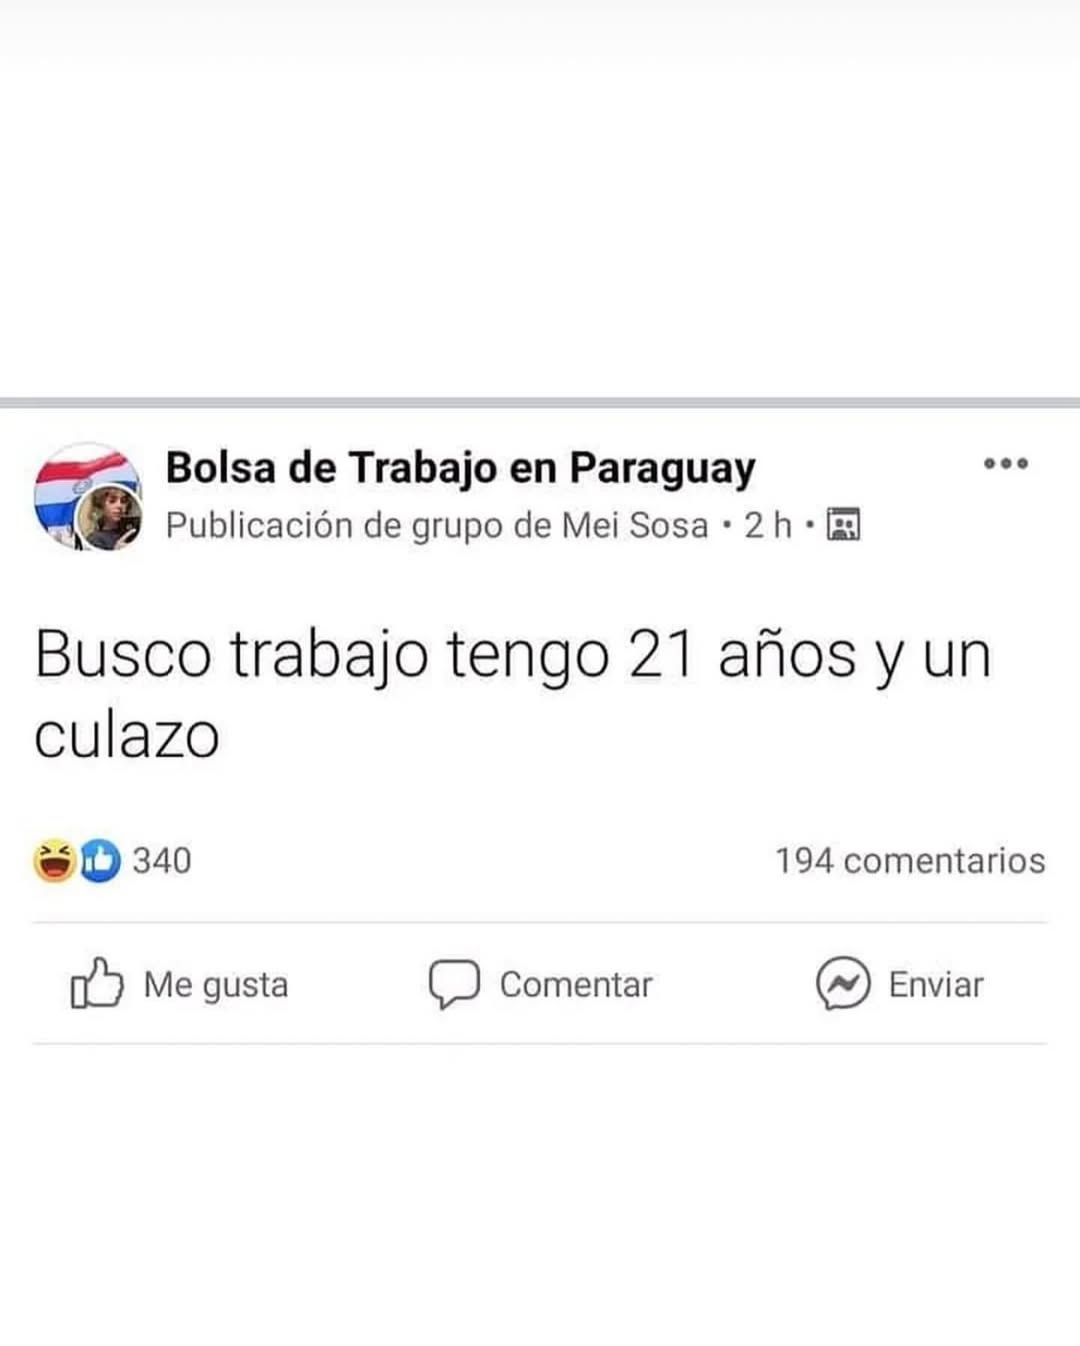 Bolsa de Trabajo en Paraguay
Publicación de grupo de Mei Sosa • 2 h •
Busco trabajo tengo 21 años y un
culazo
340
194 comentarios
Me gusta
Comentar
Enviar